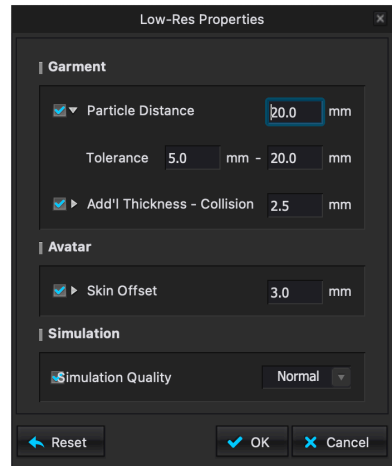 Low-Res Properties
Garment
Particle Distance 20.0 mm
Tolerance 5.0 mm - 20.0 mm
Add'l Thickness - Collision 2.5 mm
Avatar
Skin Offset 3.0 mm
Simulation
Simulation Quality Normal
Reset OK Cancel